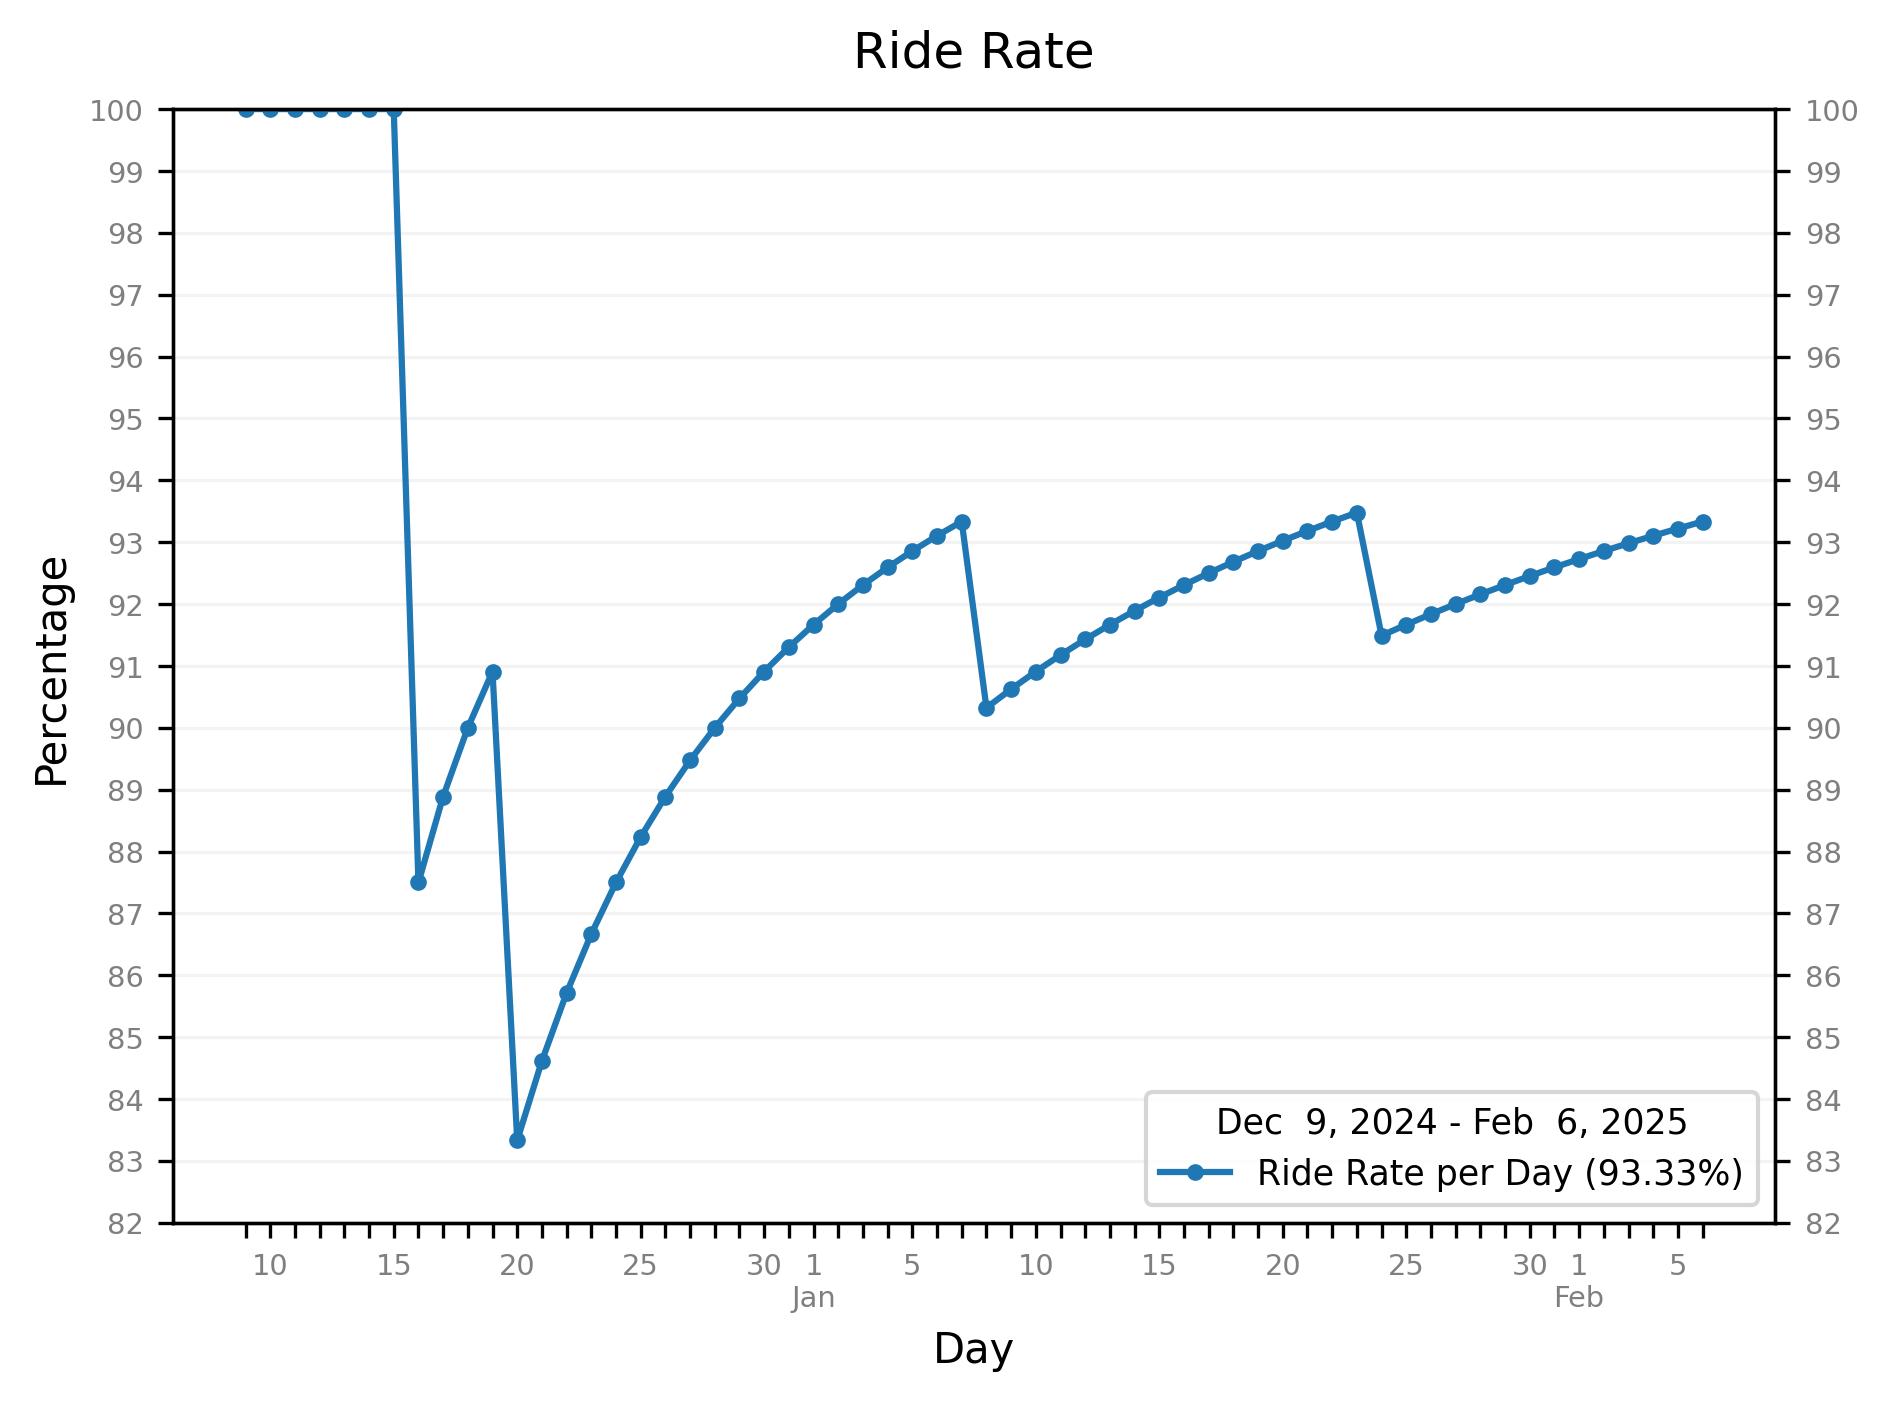 Ride Rate
100 100
99 99
98 98
97 97
96 96
95 95
94 94
93 93
92 92
91 91
90 90
89 89
88 88
87 87
86 86
85 85
84 84
83 83
82 82
Percentage
Dec  9, 2024 - Feb  6, 2025
Ride Rate per Day (93.33%)
10 15 20 25 30 1 5 10 15 20 25 30 1 5
Jan Feb
Day